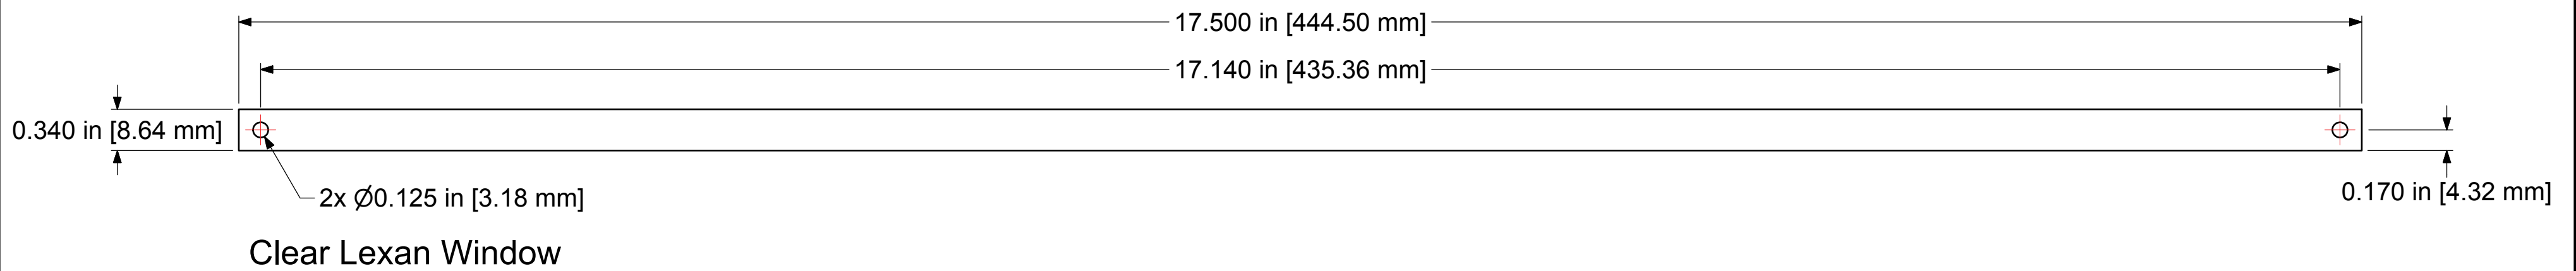 17.500 in [444.50 mm]
17.140 in [435.36 mm]
0.340 in [8.64 mm]
2x Ø0.125 in [3.18 mm]
0.170 in [4.32 mm]
Clear Lexan Window